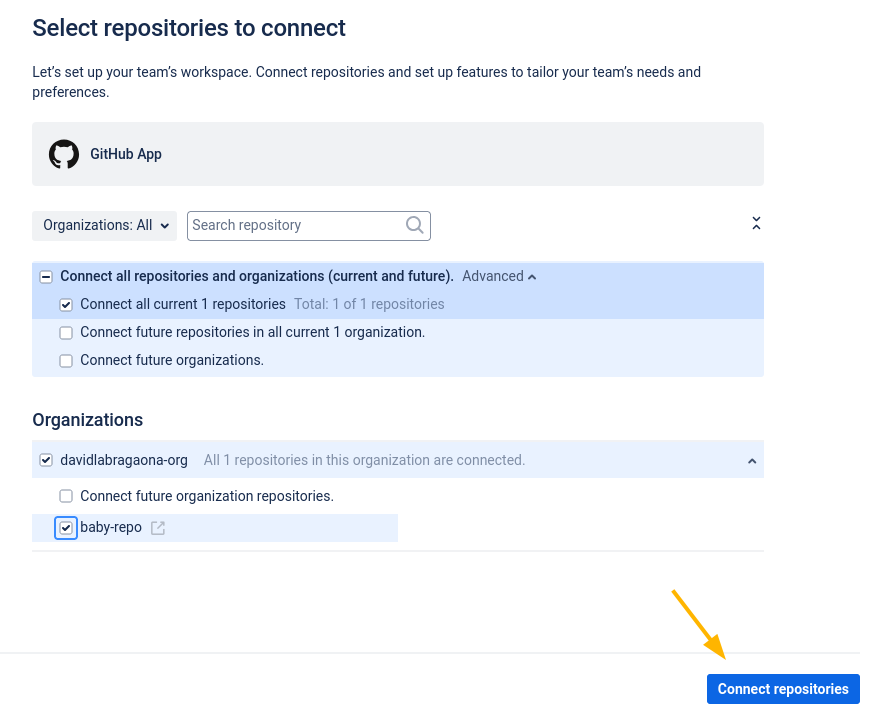 Select repositories to connect
Let's set up your team's workspace. Connect repositories and set up features to tailor your team's needs and
preferences.
GitHub App
Organizations: All
Search repository
Connect all repositories and organizations (current and future). Advanced
Connect all current 1 repositories Total: 1 of 1 repositories
Connect future repositories in all current 1 organization.
Connect future organizations.
Organizations
davidlabragaona-org All 1 repositories in this organization are connected.
Connect future organization repositories.
baby-repo
Connect repositories